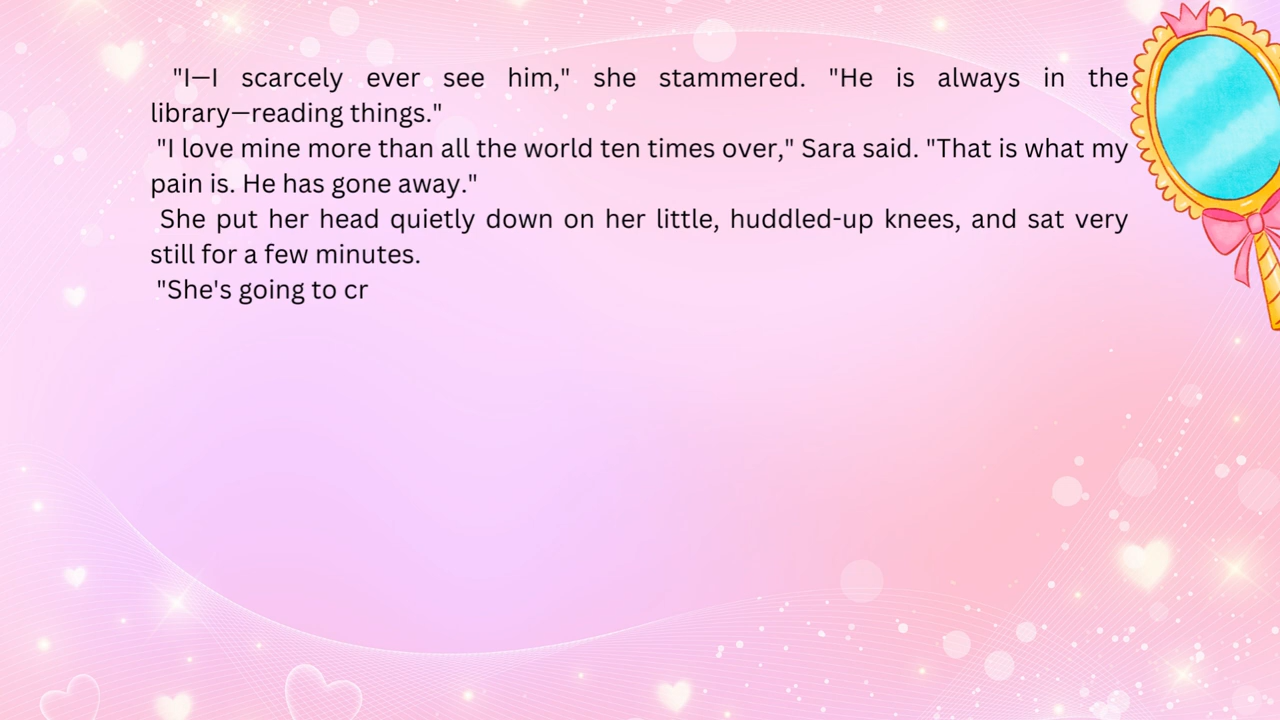 "I—I scarcely ever see him," she stammered. "He is always in the
library—reading things."
"I love mine more than all the world ten times over," Sara said. "That is what my
pain is. He has gone away."
She put her head quietly down on her little, huddled-up knees, and sat very
still for a few minutes.
"She's going to cr